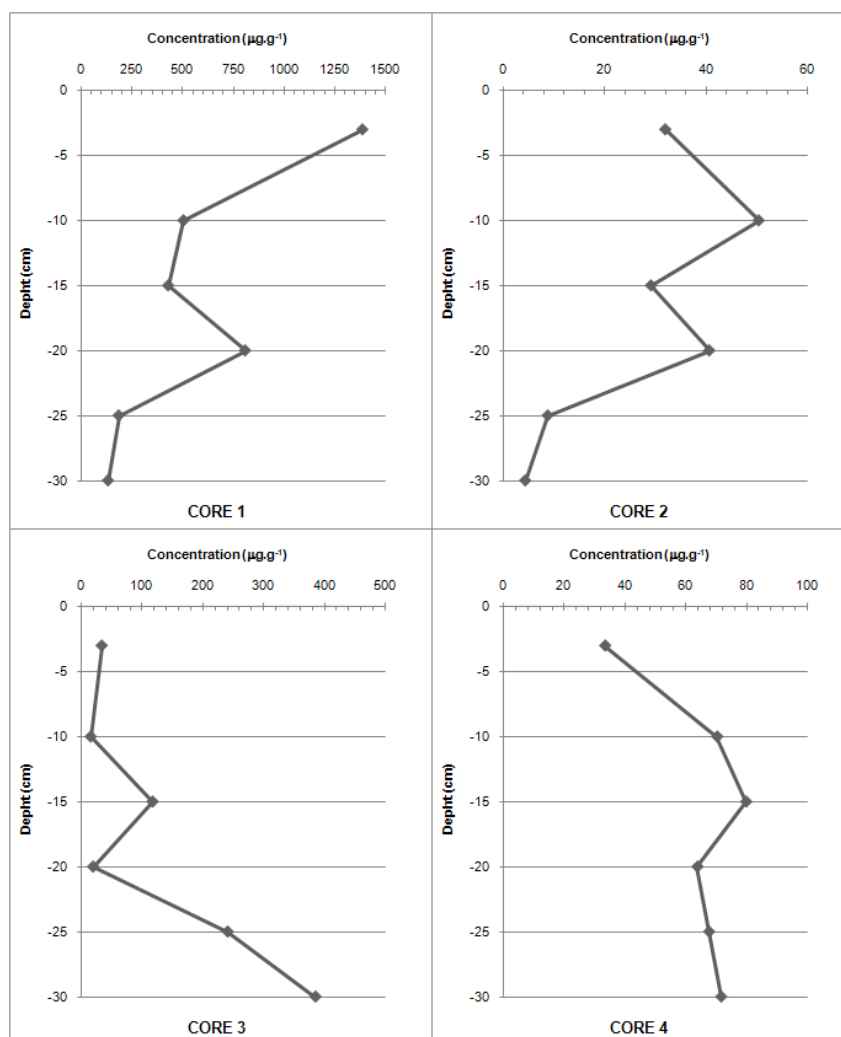 Concentration (µg.g⁻¹)
0 250 500 750 1000 1250 1500
0
-5
-10
-15
-20
-25
-30
Depht (cm)
CORE 1
Concentration (µg.g⁻¹)
0 20 40 60
0
-5
-10
-15
-20
-25
-30
Depht (cm)
CORE 2
Concentration (µg.g⁻¹)
0 100 200 300 400 500
0
-5
-10
-15
-20
-25
-30
Depht (cm)
CORE 3
Concentration (µg.g⁻¹)
0 20 40 60 80 100
0
-5
-10
-15
-20
-25
-30
Depht (cm)
CORE 4